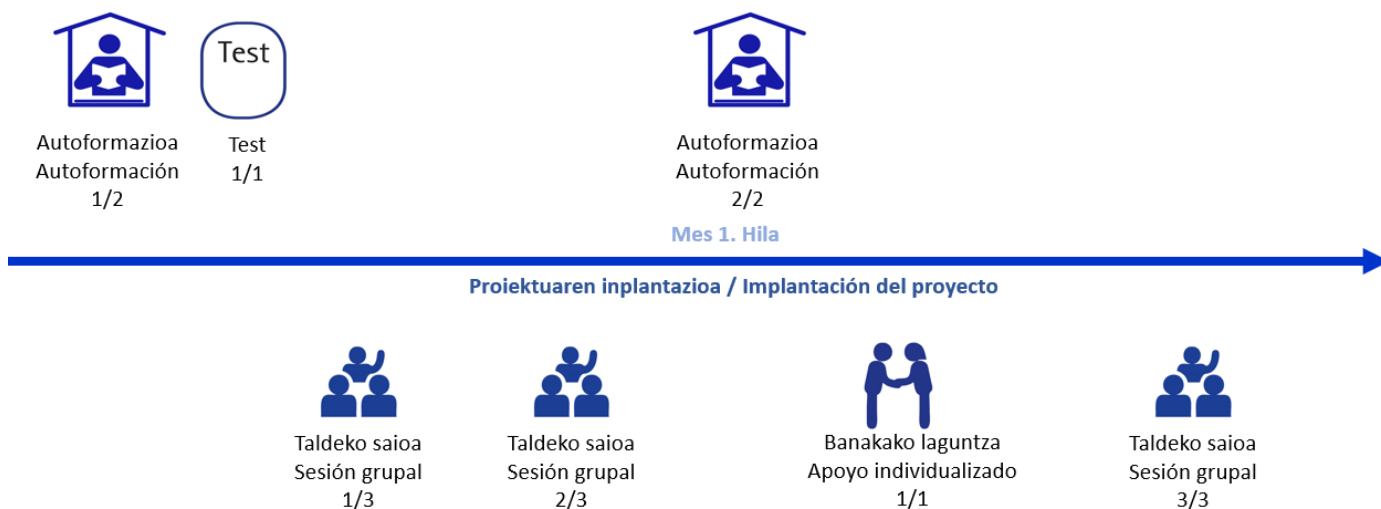 Test
Autoformazioa
Autoformación
1/2
Test
1/1
Autoformazioa
Autoformación
2/2
Mes 1. Hila
Proiektuaren inplantazioa / Implantación del proyecto
Taldeko saioa
Sesión grupal
1/3
Taldeko saioa
Sesión grupal
2/3
Banakako laguntza
Apoyo individualizado
1/1
Taldeko saioa
Sesión grupal
3/3